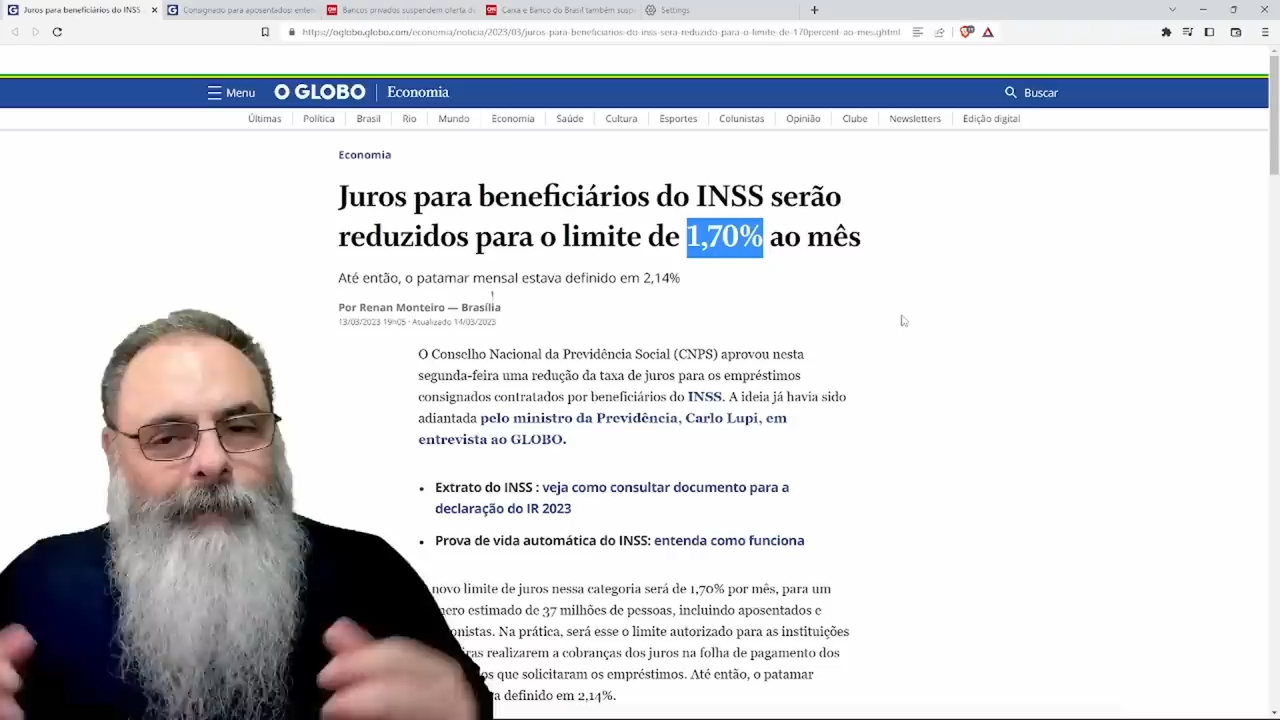 Juros para beneficiários do INSS
Consignado para aposentados enten
Bancos privados suspendem oferta de
Caixa e Banco do Brasil também susp
Settings
https://oglobo.globo.com/economia/noticia/2023/03/juros-para-beneficiarios-do-inss-sera-reduzido-para-o-limite-de-170percent-ao-mes.ghtml
Menu
O GLOBO
Economia
Buscar
Últimas
Política
Brasil
Rio
Mundo
Economia
Saúde
Cultura
Esportes
Colunistas
Opinião
Clube
Newsletters
Edição digital
Economia
Juros para beneficiários do INSS serão
reduzidos para o limite de 1,70% ao mês
Até então, o patamar mensal estava definido em 2,14%
Por Renan Monteiro — Brasília
13/03/2023 19h05 · Atualizado 14/03/2023
O Conselho Nacional da Previdência Social (CNPS) aprovou nesta
segunda-feira uma redução da taxa de juros para os empréstimos
consignados contratados por beneficiários do INSS. A ideia já havia sido
adiantada pelo ministro da Previdência, Carlo Lupi, em
entrevista ao GLOBO.
• Extrato do INSS : veja como consultar documento para a
declaração do IR 2023
• Prova de vida automática do INSS: entenda como funciona
novo limite de juros nessa categoria será de 1,70% por mês, para um
nero estimado de 37 milhões de pessoas, incluindo aposentados e
onistas. Na prática, será esse o limite autorizado para as instituições
ras realizarem a cobranças dos juros na folha de pagamento dos
os que solicitaram os empréstimos. Até então, o patamar
a definido em 2,14%.